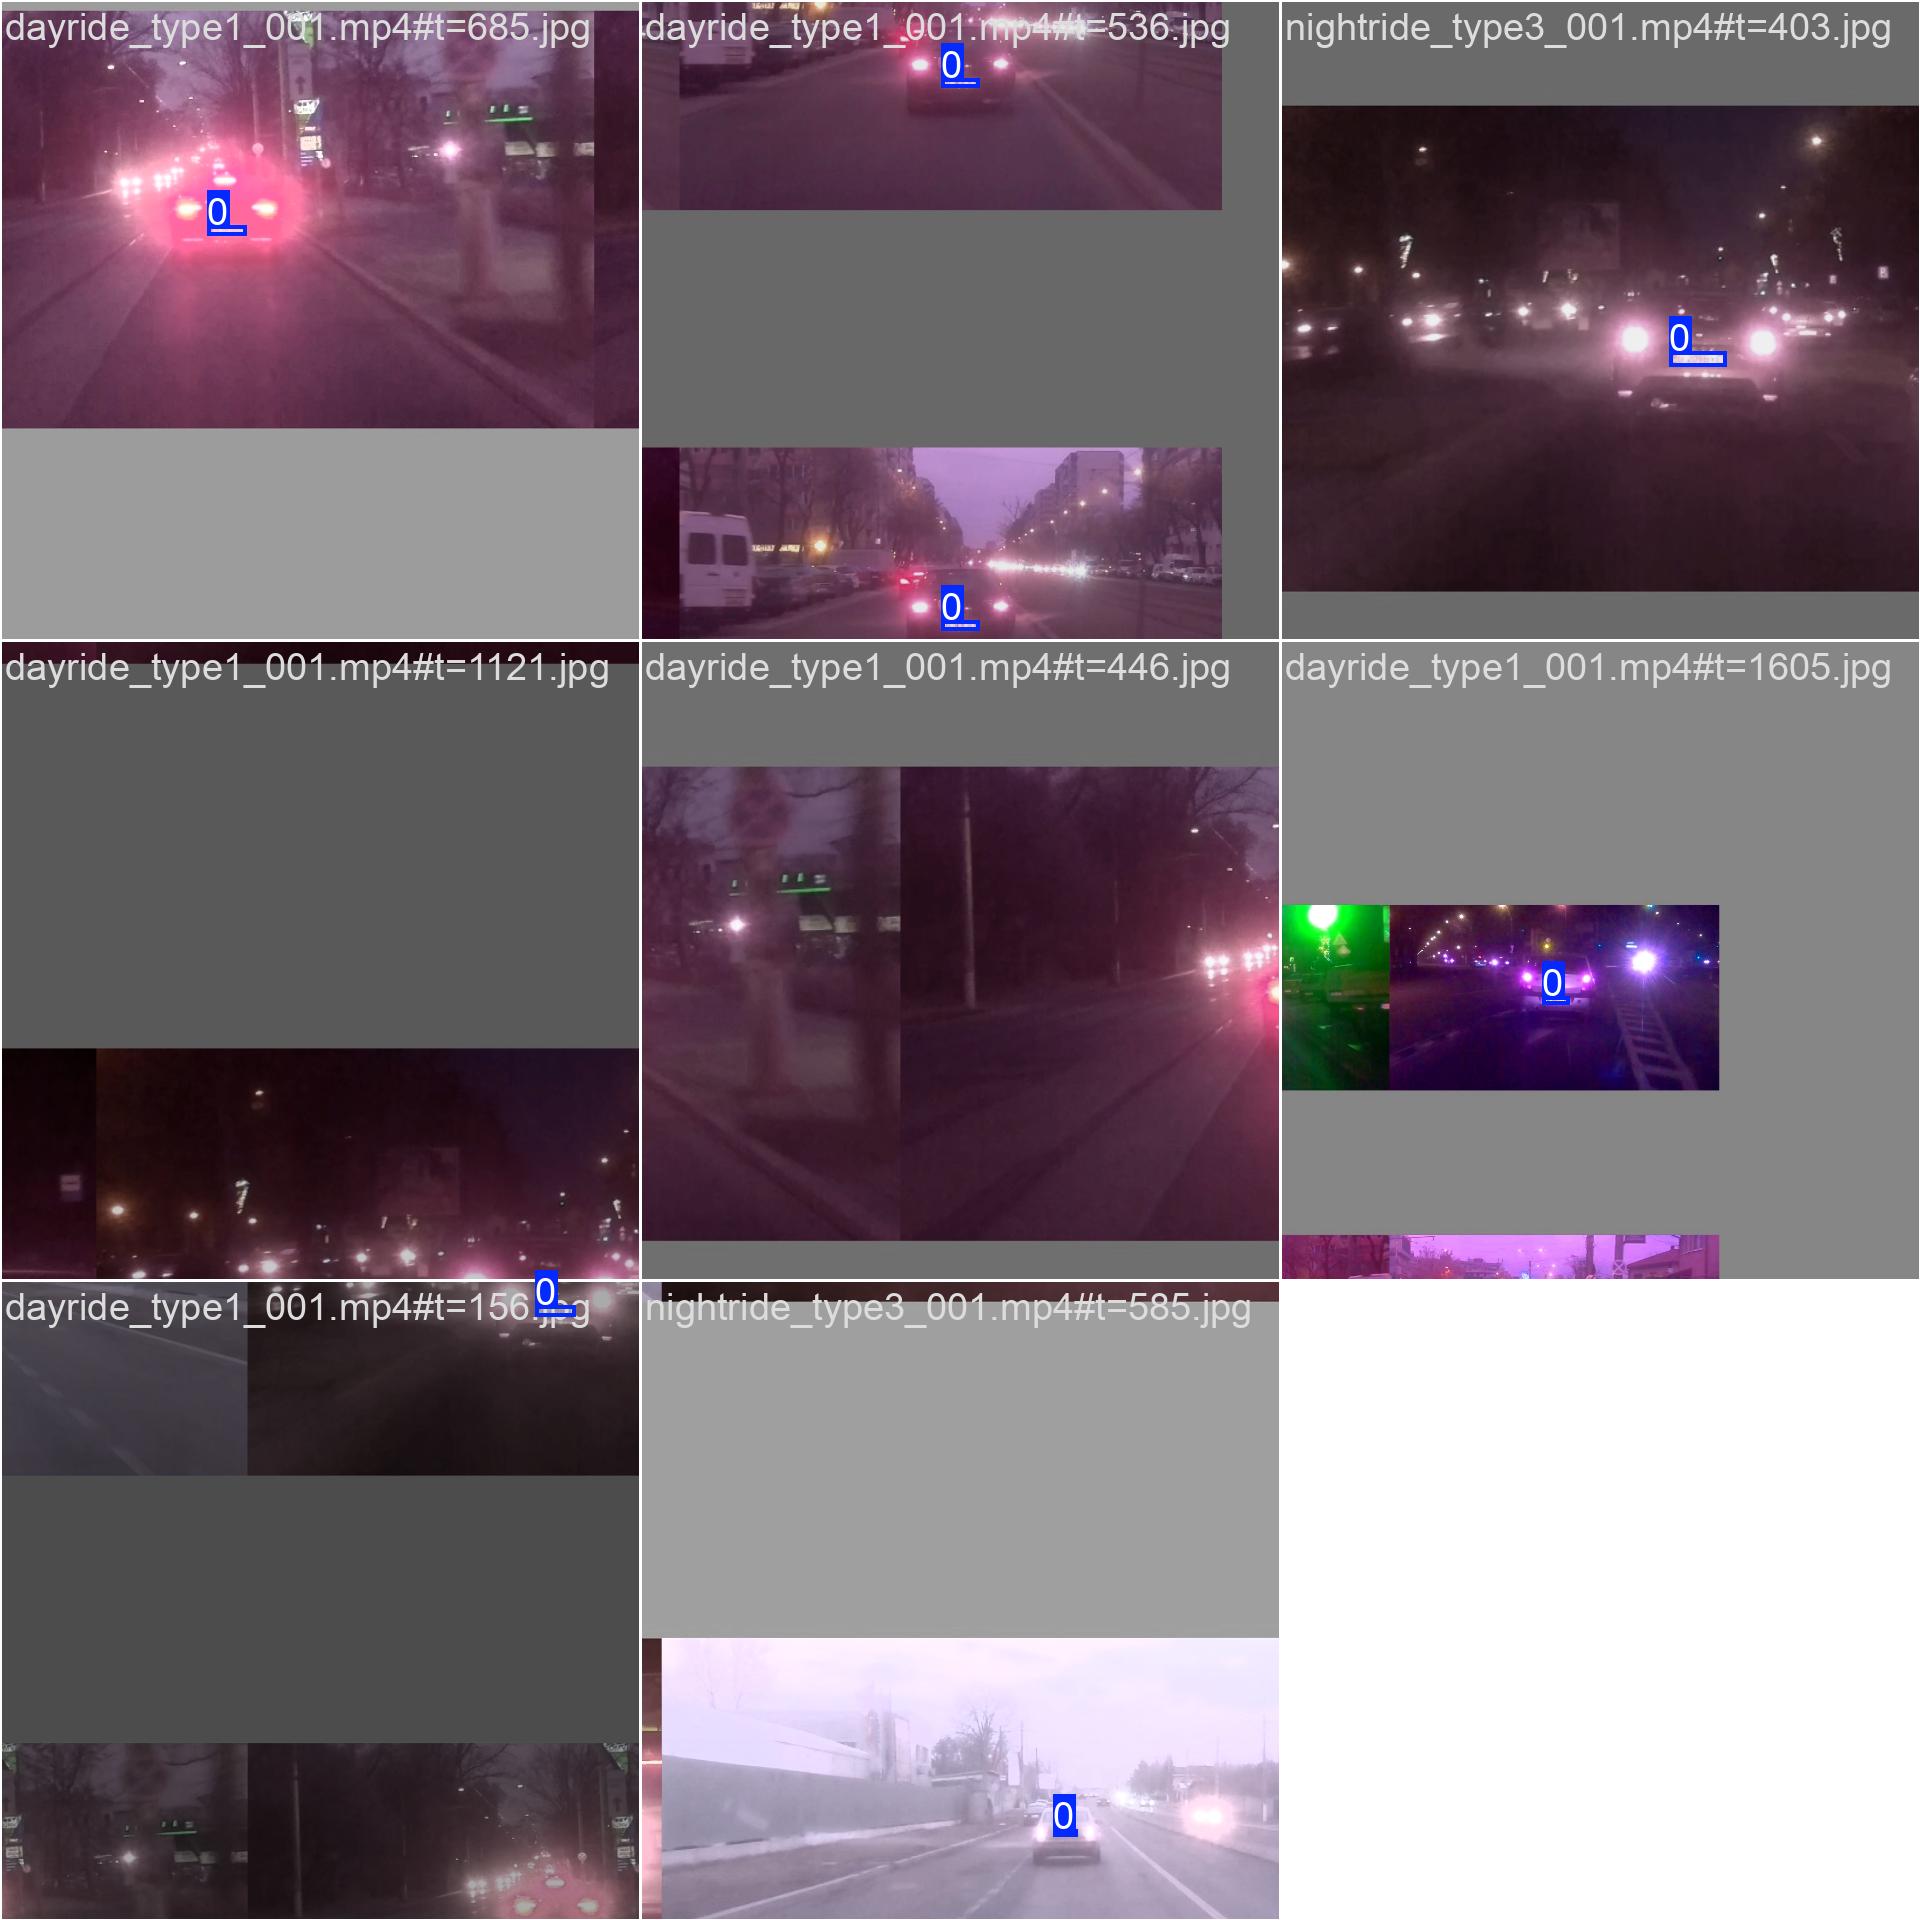 dayride_type1_001.mp4#t=685.jpg
dayride_type1_001.mp4#t=536.jpg
nightride_type3_001.mp4#t=403.jpg
0
0
0
0
dayride_type1_001.mp4#t=1121.jpg
dayride_type1_001.mp4#t=446.jpg
dayride_type1_001.mp4#t=1605.jpg
0
dayride_type1_001.mp4#t=156.jpg
nightride_type3_001.mp4#t=585.jpg
0
0